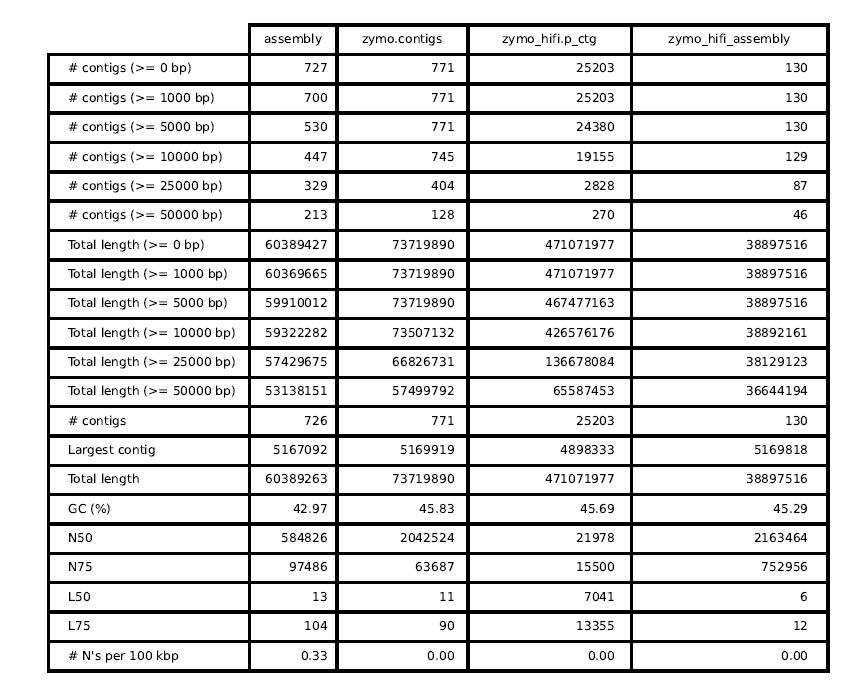 assembly zymo.contigs zymo_hifi.p_ctg zymo_hifi_assembly
# contigs (>= 0 bp) 727 771 25203 130
# contigs (>= 1000 bp) 700 771 25203 130
# contigs (>= 5000 bp) 530 771 24380 130
# contigs (>= 10000 bp) 447 745 19155 129
# contigs (>= 25000 bp) 329 404 2828 87
# contigs (>= 50000 bp) 213 128 270 46
Total length (>= 0 bp) 60389427 73719890 471071977 38897516
Total length (>= 1000 bp) 60369665 73719890 471071977 38897516
Total length (>= 5000 bp) 59910012 73719890 467477163 38897516
Total length (>= 10000 bp) 59322282 73507132 426576176 38892161
Total length (>= 25000 bp) 57429675 66826731 136678084 38129123
Total length (>= 50000 bp) 53138151 57499792 65587453 36644194
# contigs 726 771 25203 130
Largest contig 5167092 5169919 4898333 5169818
Total length 60389263 73719890 471071977 38897516
GC (%) 42.97 45.83 45.69 45.29
N50 584826 2042524 21978 2163464
N75 97486 63687 15500 752956
L50 13 11 7041 6
L75 104 90 13355 12
# N's per 100 kbp 0.33 0.00 0.00 0.00